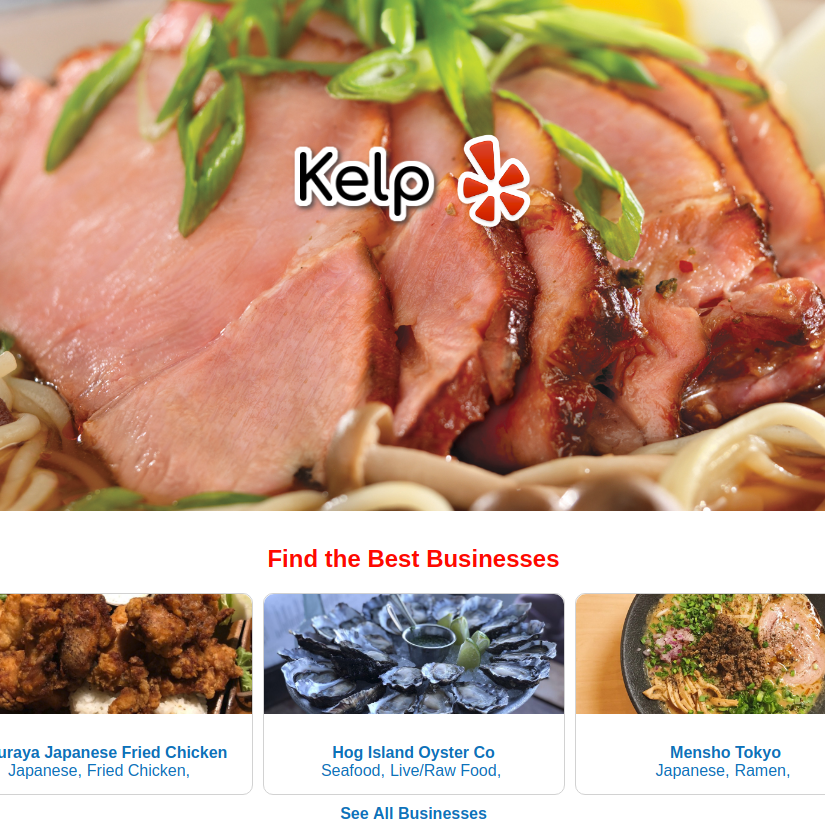 Kelp
Find the Best Businesses
uraya Japanese Fried Chicken
Japanese, Fried Chicken,
Hog Island Oyster Co
Seafood, Live/Raw Food,
Mensho Tokyo
Japanese, Ramen,
See All Businesses